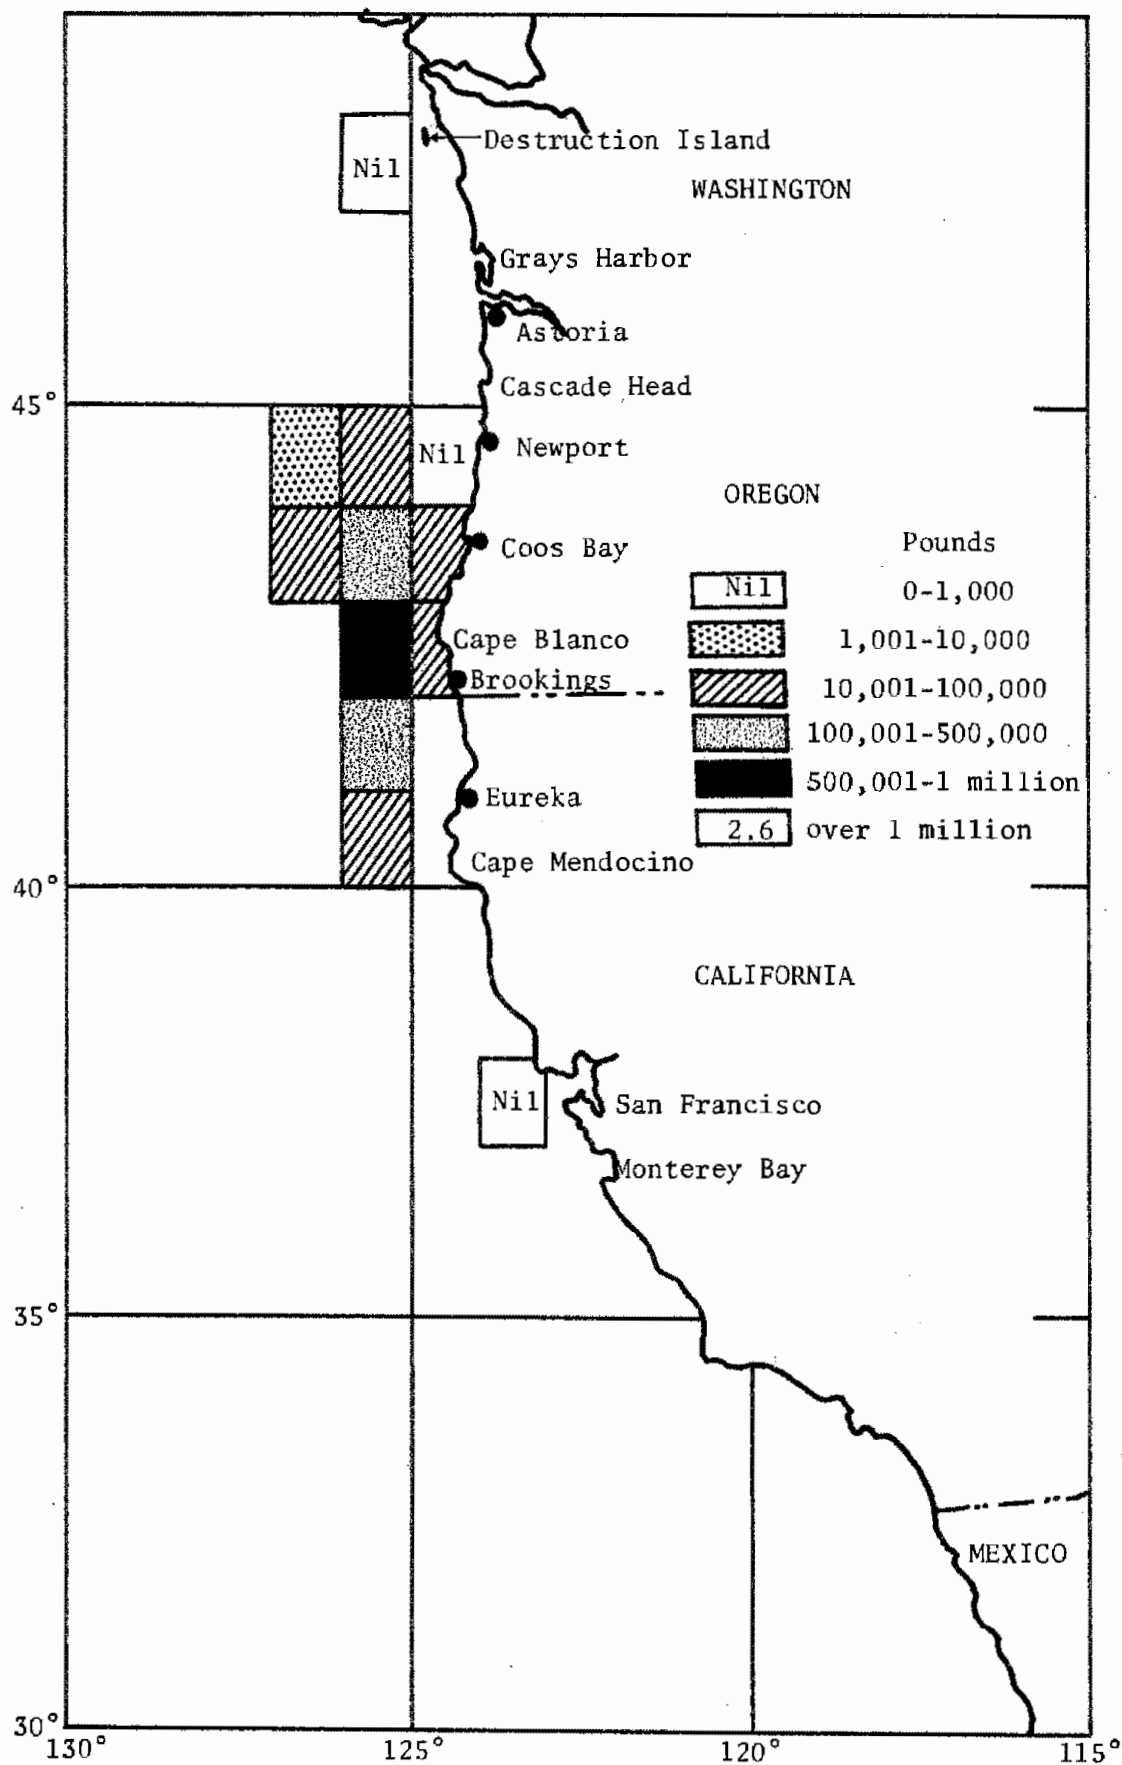 Destruction Island
Nil
WASHINGTON
Grays Harbor
Astoria
Cascade Head
45°
Nil
Newport
OREGON
Coos Bay
Pounds
Nil 0-1,000
Cape Blanco
1,001-10,000
Brookings
10,001-100,000
100,001-500,000
500,001-1 million
Eureka
2.6 over 1 million
Cape Mendocino
40°
CALIFORNIA
Nil
San Francisco
Monterey Bay
35°
MEXICO
30°
130° 125° 120° 115°